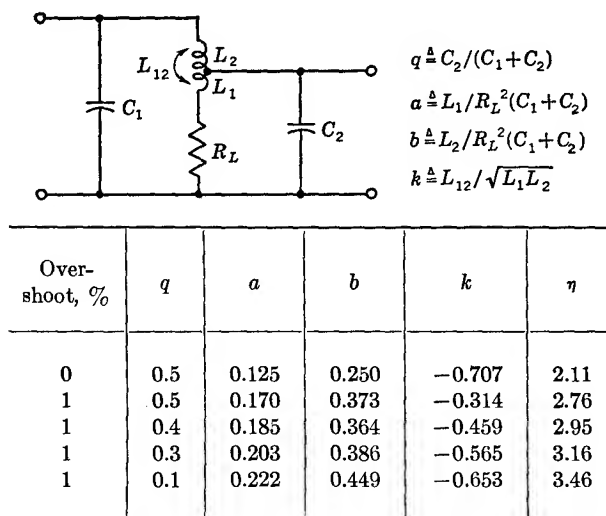 L₁₂ L₂
L₁
C₁ C₂
R_L
q ≜ C₂/(C₁+C₂)
a ≜ L₁/R_L²(C₁+C₂)
b ≜ L₂/R_L²(C₁+C₂)
k ≜ L₁₂/√L₁L₂
Over-
shoot, % q a b k η
0 0.5 0.125 0.250 −0.707 2.11
1 0.5 0.170 0.373 −0.314 2.76
1 0.4 0.185 0.364 −0.459 2.95
1 0.3 0.203 0.386 −0.565 3.16
1 0.1 0.222 0.449 −0.653 3.46